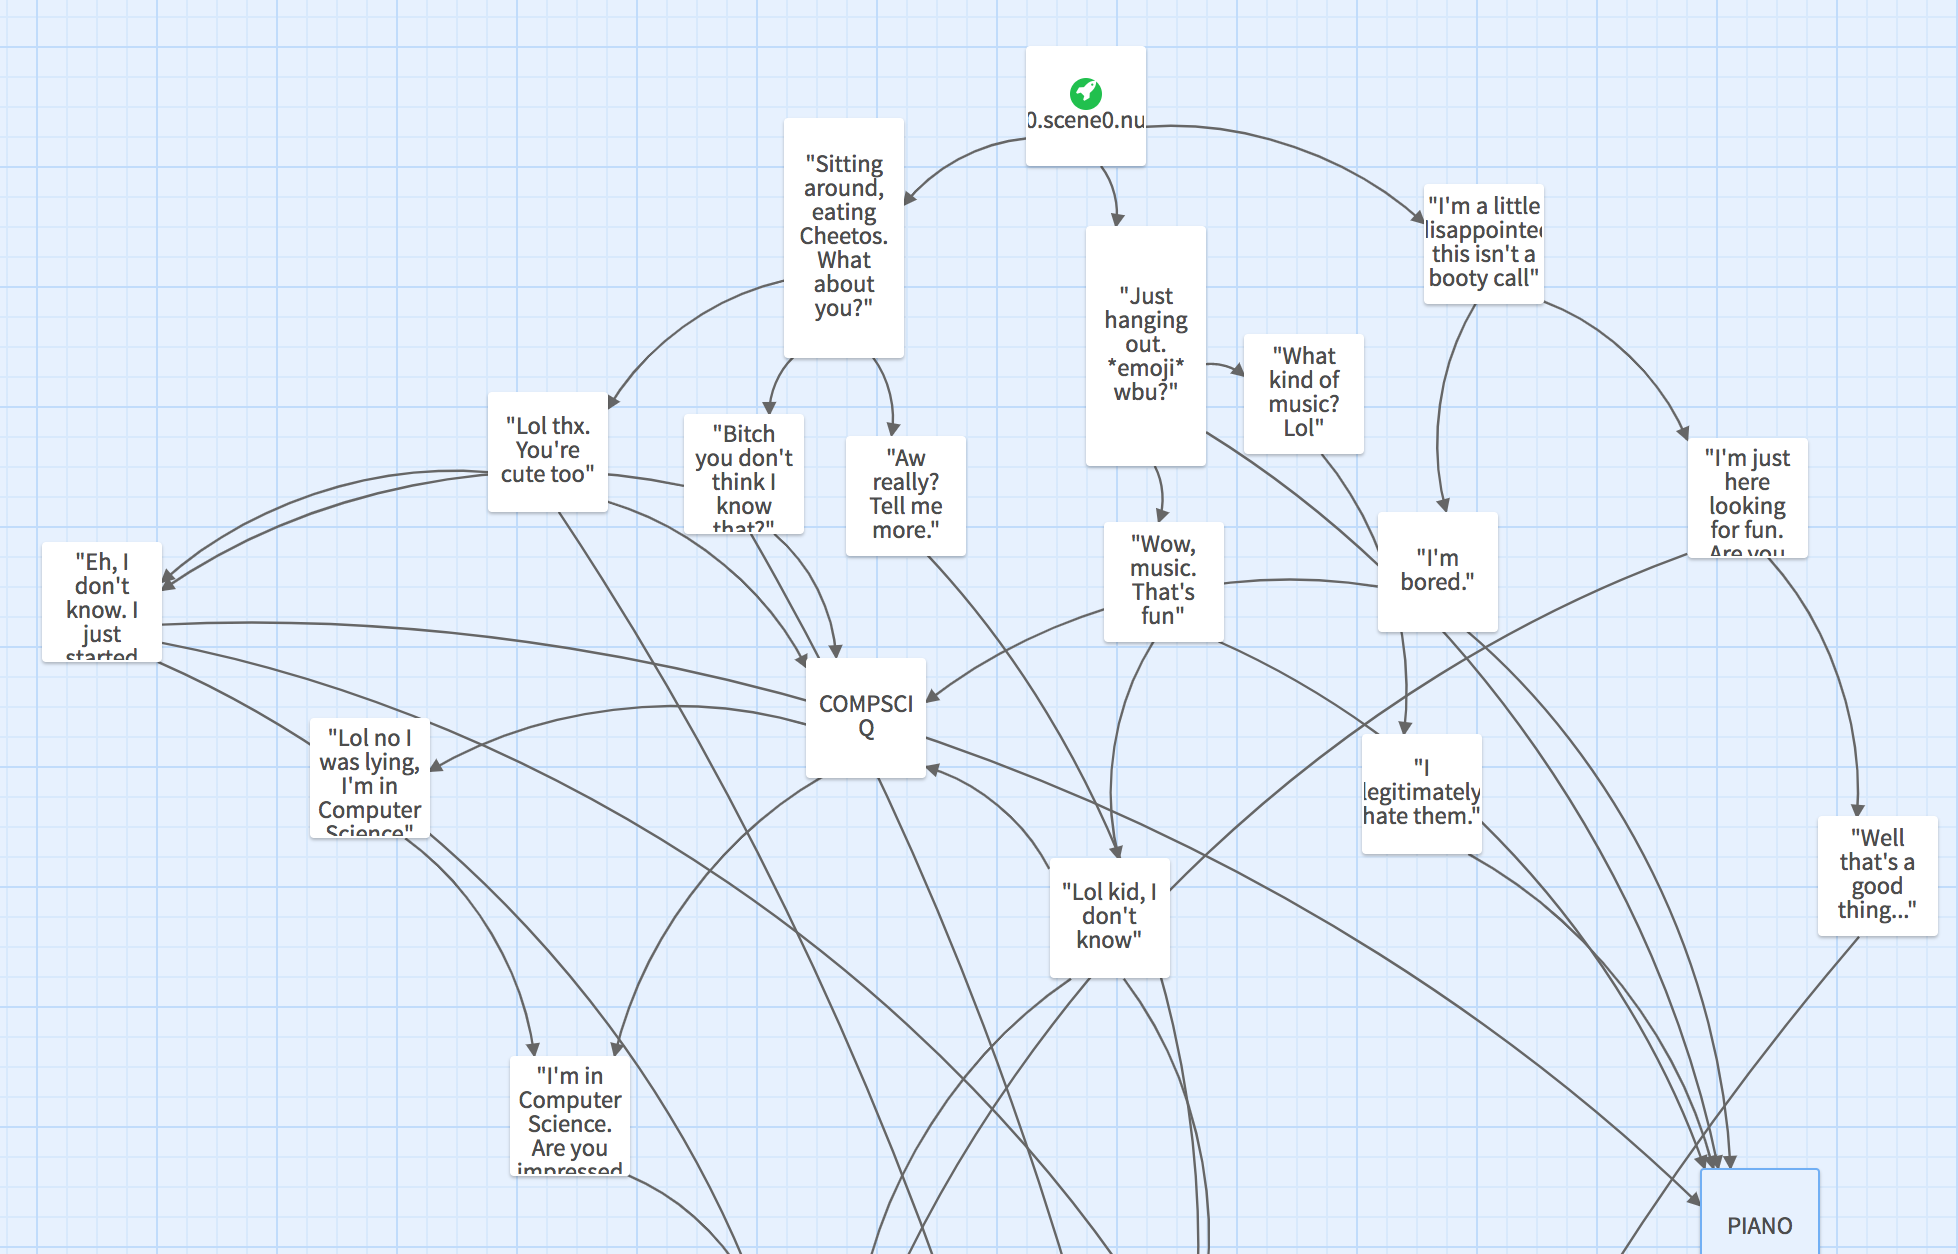 0.scene0.nu
"Sitting
around,
eating
Cheetos.
What
about
you?"
"I'm a little
disappointed
this isn't a
booty call"
"Just
hanging
out.
*emoji*
wbu?"
"What
kind of
music?
Lol"
"Lol thx.
You're
cute too"
"Bitch
you don't
think I
know
that?"
"Aw
really?
Tell me
more."
"I'm just
here
looking
for fun.
Are you
"Wow,
music.
That's
fun"
"I'm
bored."
"Eh, I
don't
know. I
just
started
COMPSCI
Q
"Lol no I
was lying,
I'm in
Computer
Science"
"I
legitimately
hate them."
"Well
that's a
good
thing..."
"Lol kid, I
don't
know"
"I'm in
Computer
Science.
Are you
impressed
PIANO